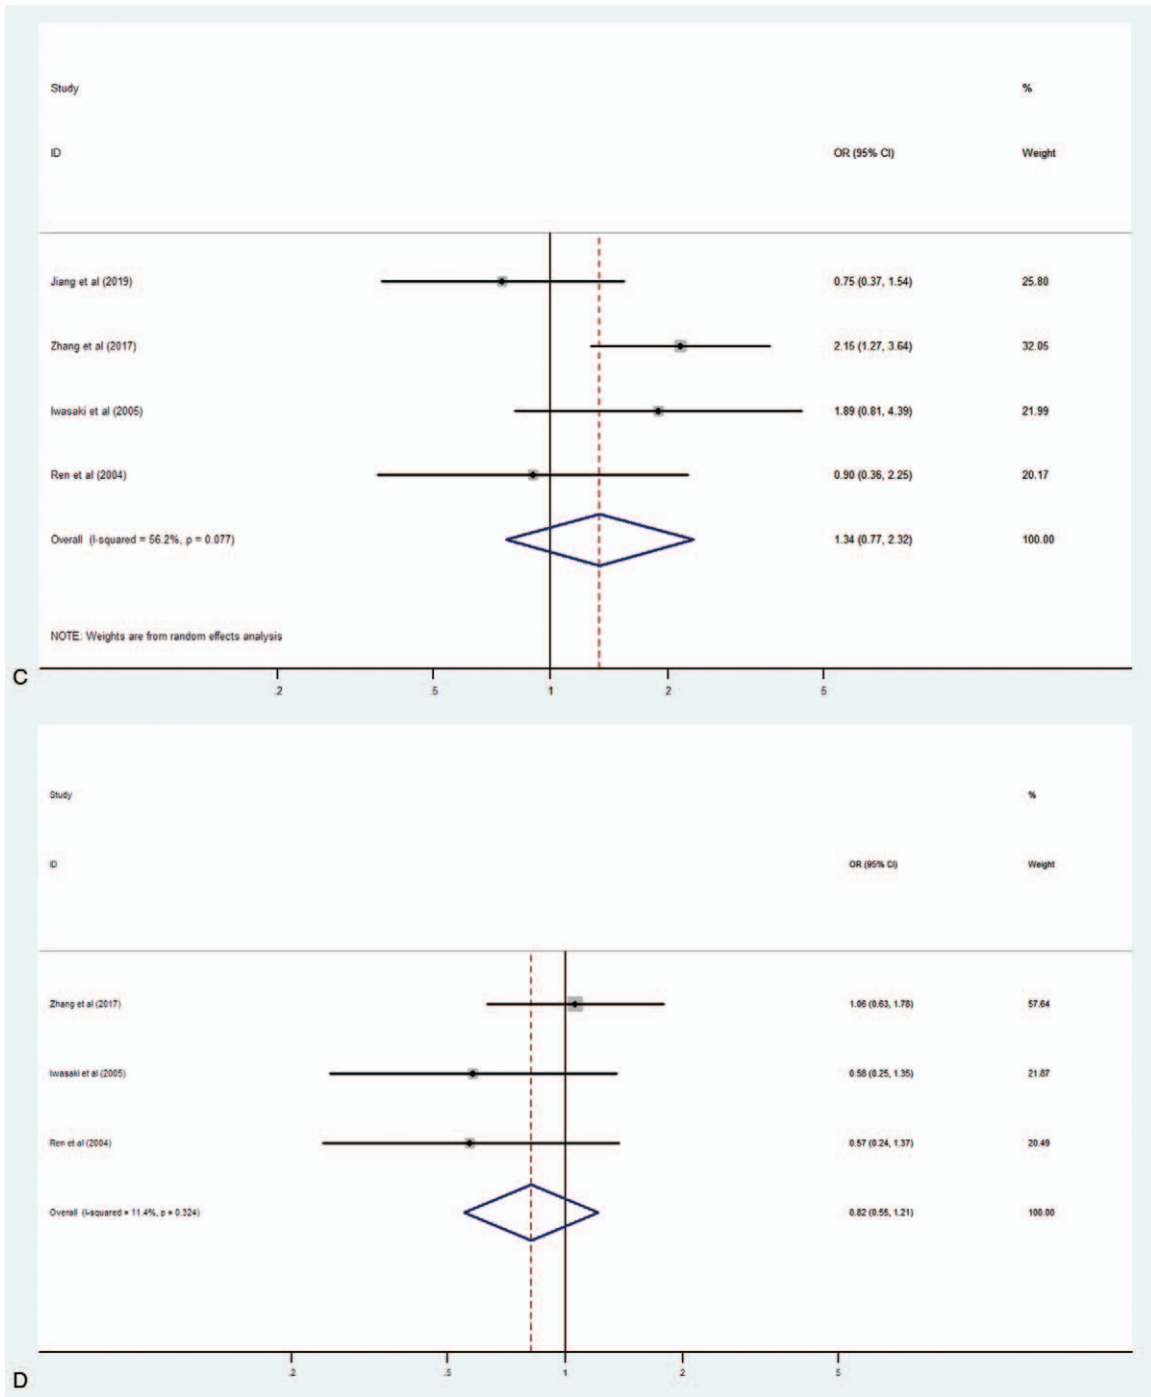 Study %
ID OR (95% CI) Weight
Jiang et al (2019) 0.75 (0.37, 1.54) 25.80
Zhang et al (2017) 2.15 (1.27, 3.64) 32.05
Iwasaki et al (2005) 1.89 (0.81, 4.39) 21.99
Ren et al (2004) 0.90 (0.36, 2.25) 20.17
Overall (I-squared = 56.2%, p = 0.077) 1.34 (0.77, 2.32) 100.00
NOTE: Weights are from random effects analysis
C
.2 .5 1 2 5
Study %
ID OR (95% CI) Weight
Zhang et al (2017) 1.06 (0.63, 1.78) 57.64
Iwasaki et al (2005) 0.58 (0.25, 1.35) 21.87
Ren et al (2004) 0.57 (0.24, 1.37) 20.49
Overall (I-squared = 11.4%, p = 0.324) 0.82 (0.55, 1.21) 100.00
D
.2 .5 1 2 5